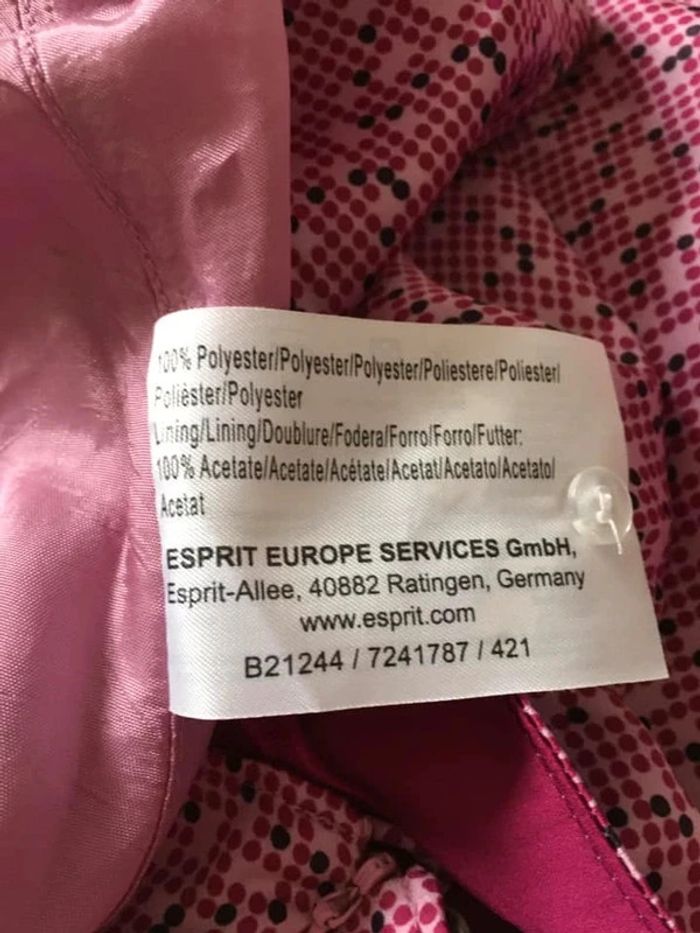 100% Polyester/Polyester/Polyester/Poliestere/Poliester/
Polièster/Polyester
Lining/Lining/Doublure/Fodera/Forro/Forro/Futter:
100% Acetate/Acetate/Acétate/Acetat/Acetato/Acetato/
Acetat
ESPRIT EUROPE SERVICES GmbH,
Esprit-Allee, 40882 Ratingen, Germany
www.esprit.com
B21244 / 7241787 / 421